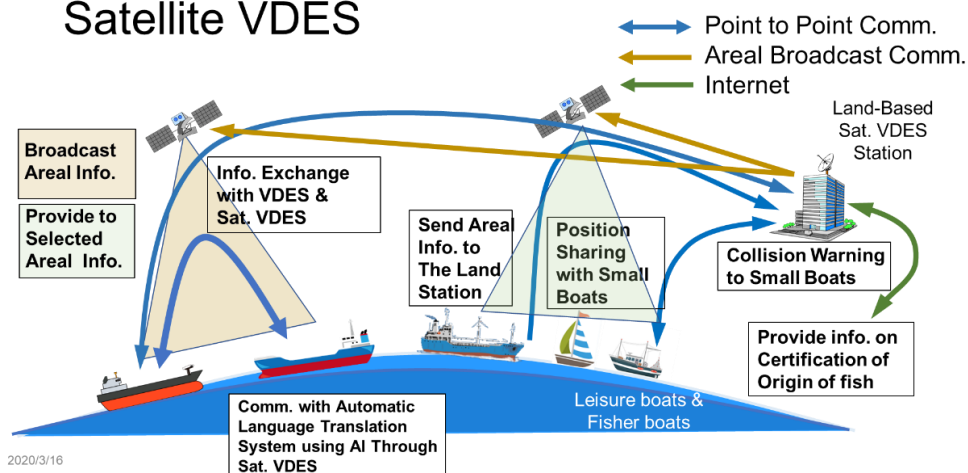 Satellite VDES
Point to Point Comm.
Areal Broadcast Comm.
Internet
Land-Based
Sat. VDES
Station
Broadcast
Areal Info.
Provide to
Selected
Areal Info.
Info. Exchange
with VDES &
Sat. VDES
Send Areal
Info. to
The Land
Station
Position
Sharing
with Small
Boats
Collision Warning
to Small Boats
Provide info. on
Certification of
Origin of fish
Leisure boats &
Fisher boats
Comm. with Automatic
Language Translation
System using AI Through
Sat. VDES
2020/3/16